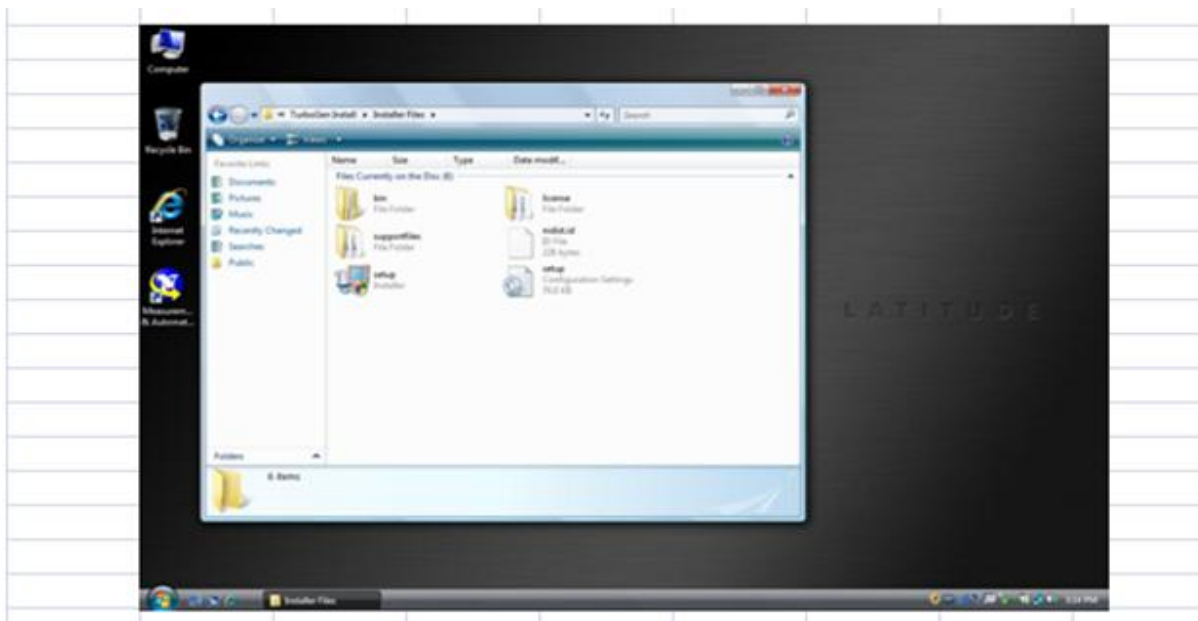 Computer
TurboGen Install ▸ Installer Files ▸
Search
Recycle Bin
Organize
Views
Favorite Links
Name Size Type Date modif...
Files Currently on the Disc (6)
Documents
Pictures
Music
Recently Changed
Searches
Public
bin
File Folder
license
File Folder
supportfiles
File Folder
nidist.id
ID File
setup
Installer
setup
Configuration Settings
Internet
Explorer
Measurem...
& Automat...
LATITUDE
Folders
6 items
Installer Files